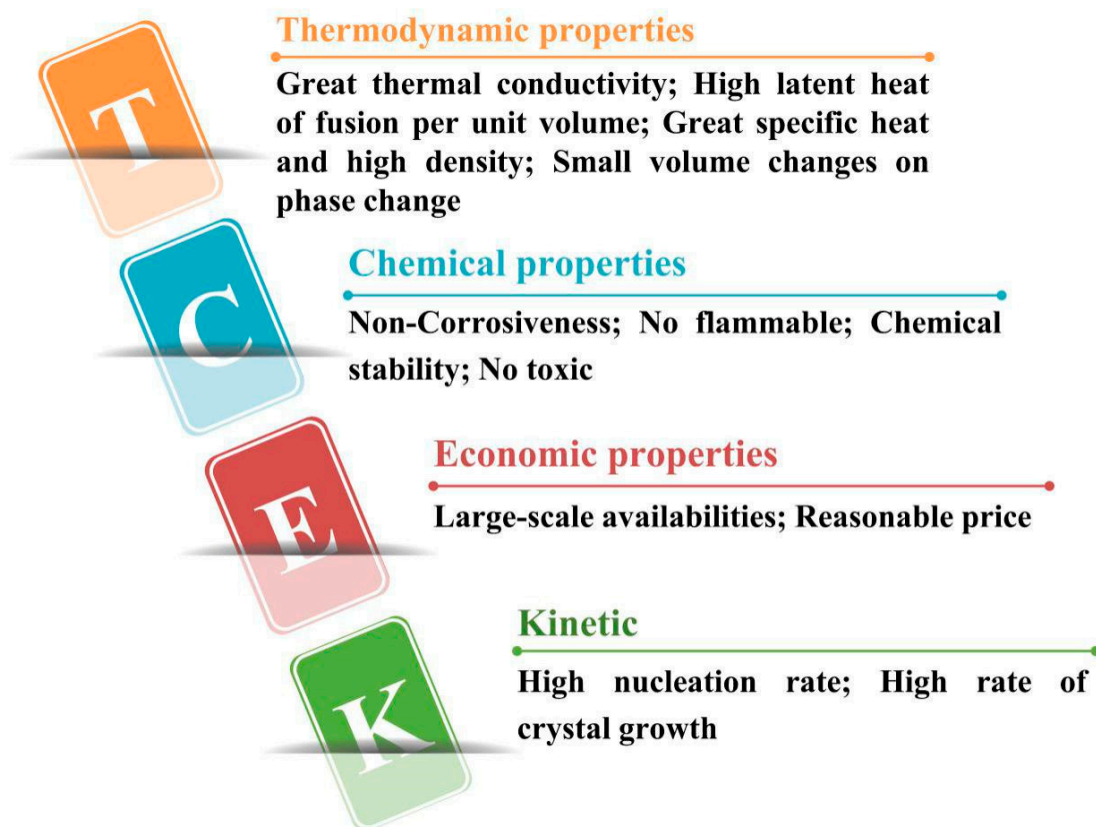 T
Thermodynamic properties
Great thermal conductivity; High latent heat
of fusion per unit volume; Great specific heat
and high density; Small volume changes on
phase change
C
Chemical properties
Non-Corrosiveness; No flammable; Chemical
stability; No toxic
E
Economic properties
Large-scale availabilities; Reasonable price
K
Kinetic
High nucleation rate; High rate of
crystal growth